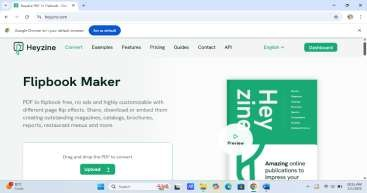 Heyzine PDF to Flipbook - Free
heyzine.com
Google Chrome isn't your default browser
Set as default
Heyzine
Convert Examples Features Pricing Guides Contact API English Dashboard
Flipbook Maker
PDF to flipbook free, no ads and highly customizable with
different page flip effects. Share, download or embed them
creating outstanding magazines, catalogs, brochures,
reports, restaurant menus and more.
Drag and drop the PDF to convert
Upload
Hey
zine
Preview
Amazing online
publications to
impress your
Search